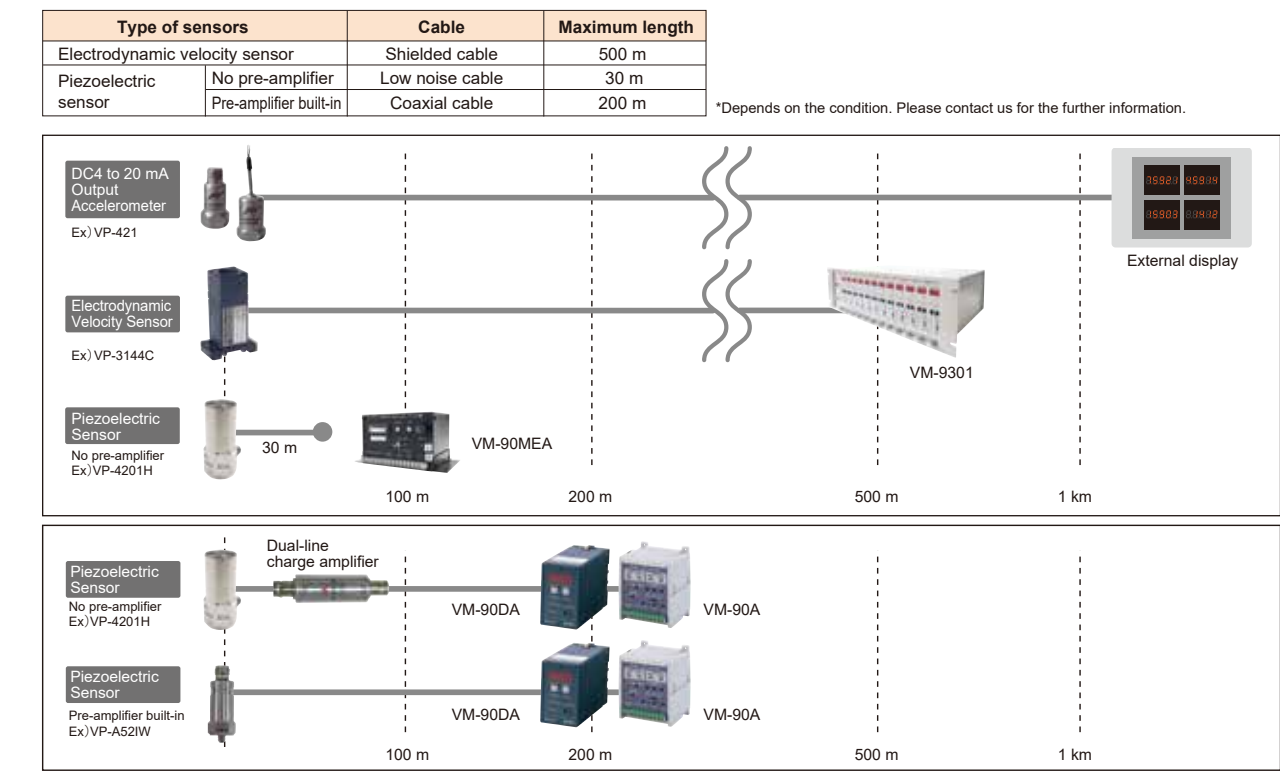 Type of sensors Cable Maximum length
Electrodynamic velocity sensor Shielded cable 500 m
Piezoelectric sensor No pre-amplifier Low noise cable 30 m
Pre-amplifier built-in Coaxial cable 200 m
*Depends on the condition. Please contact us for the further information.
DC4 to 20 mA
Output
Accelerometer
Ex）VP-421
External display
Electrodynamic
Velocity Sensor
Ex）VP-3144C
VM-9301
Piezoelectric
Sensor
No pre-amplifier
Ex）VP-4201H
30 m
VM-90MEA
100 m 200 m 500 m 1 km
Dual-line
charge amplifier
Piezoelectric
Sensor
No pre-amplifier
Ex）VP-4201H
VM-90DA
VM-90A
Piezoelectric
Sensor
Pre-amplifier built-in
Ex）VP-A52IW
VM-90DA
VM-90A
100 m 200 m 500 m 1 km